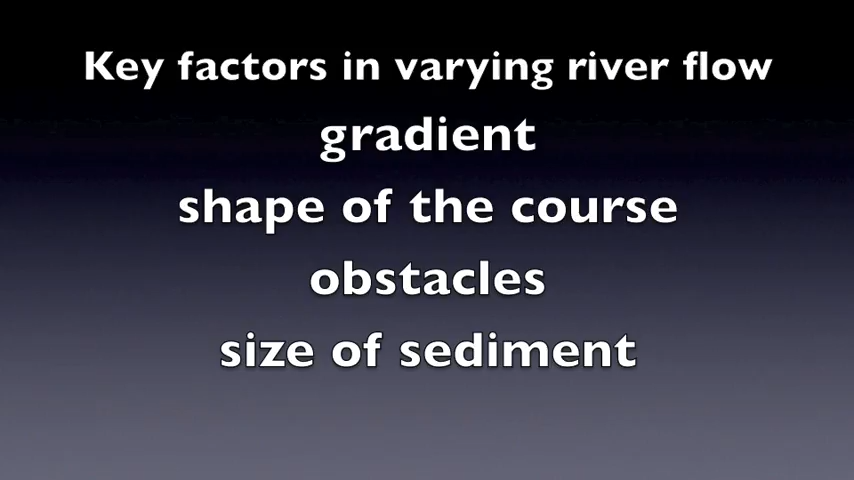 Key factors in varying river flow
gradient
shape of the course
obstacles
size of sediment